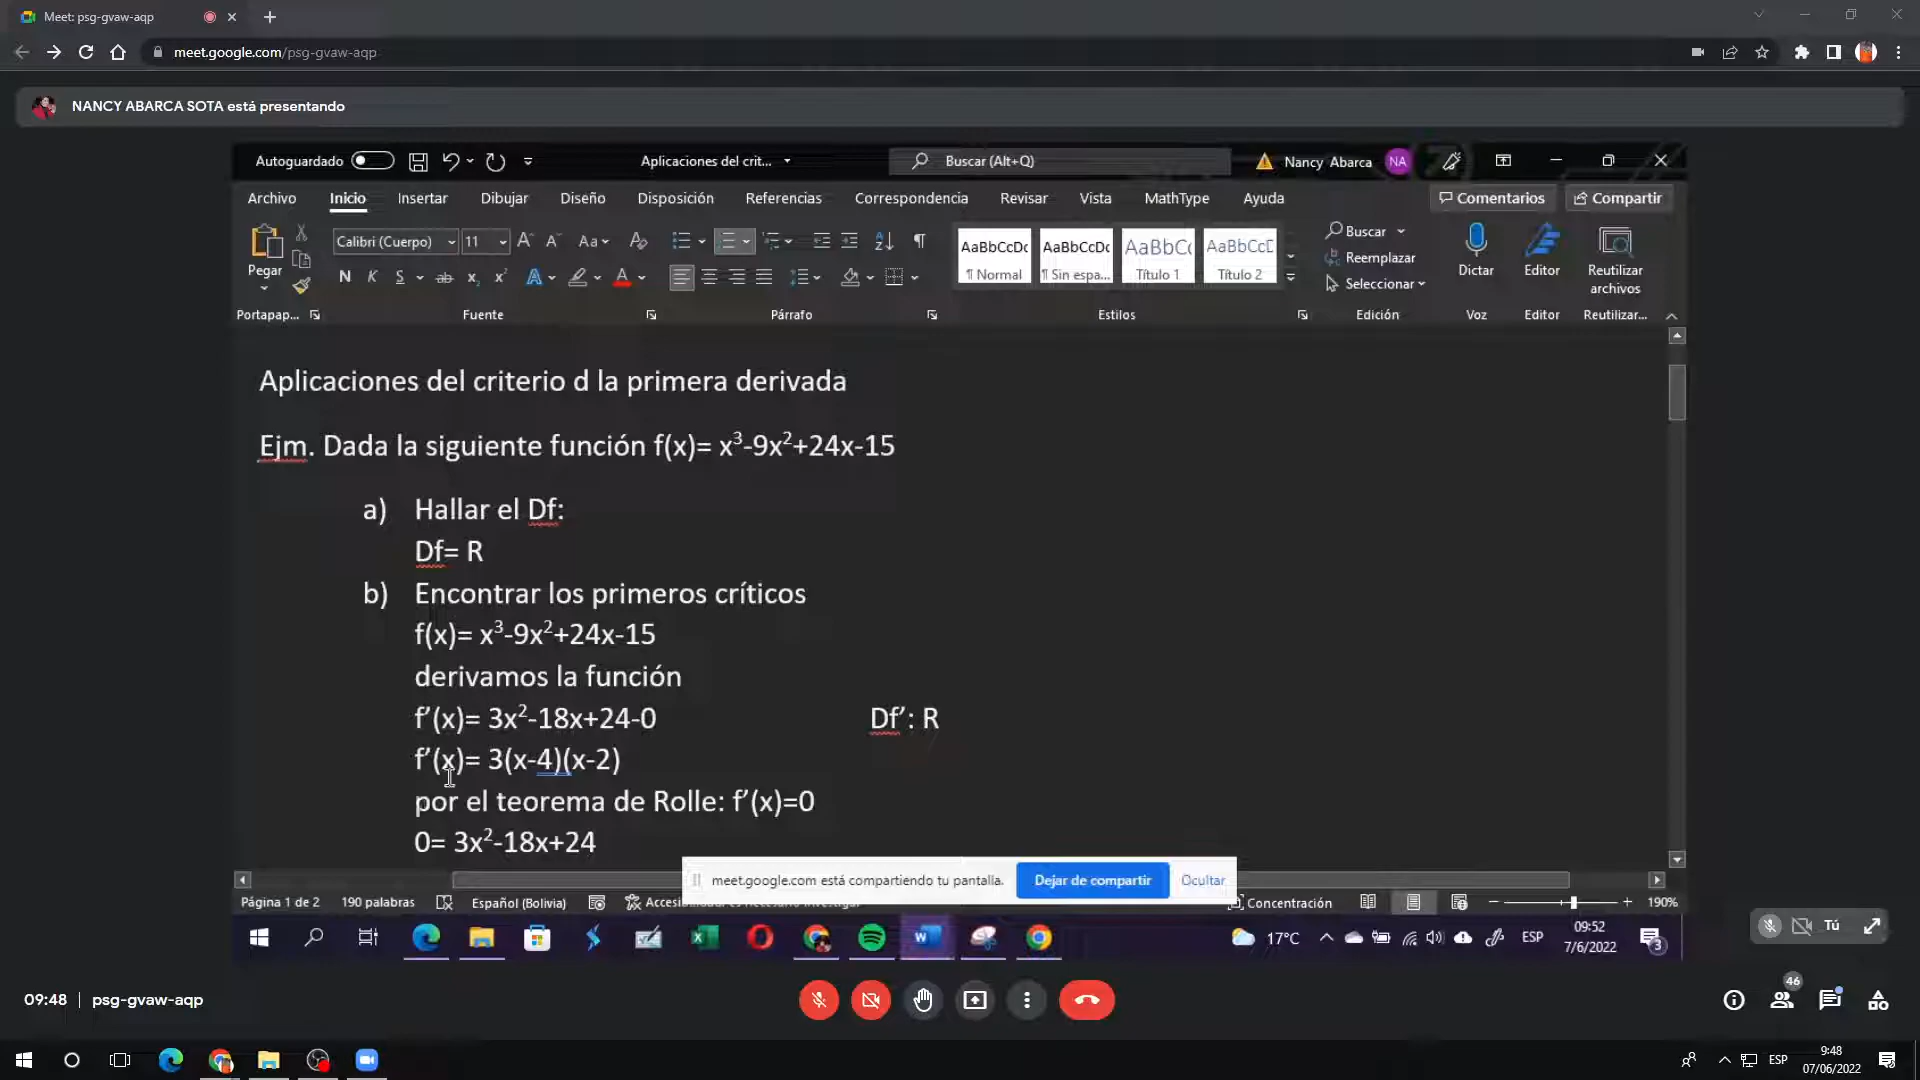 Meet: psg-gvaw-aqp
meet.google.com/psg-gvaw-aqp
NANCY ABARCA SOTA está presentando
Autoguardado
Aplicaciones del crit...
Buscar (Alt+Q)
Nancy Abarca
NA
Archivo Inicio Insertar Dibujar Diseño Disposición Referencias Correspondencia Revisar Vista MathType Ayuda Comentarios Compartir
Pegar
Calibri (Cuerpo) 11
AaBbCcDc AaBbCcDc AaBbC( AaBbCcD
¶ Normal ¶ Sin espa... Título 1 Título 2
Buscar
Reemplazar
Seleccionar
Dictar
Editor
Reutilizar archivos
Portapap... Fuente Párrafo Estilos Edición Voz Editor Reutilizar...
Aplicaciones del criterio d la primera derivada
Ejm. Dada la siguiente función f(x)= x³-9x²+24x-15
a) Hallar el Df:
Df= R
b) Encontrar los primeros críticos
f(x)= x³-9x²+24x-15
derivamos la función
f’(x)= 3x²-18x+24-0 Df’: R
f’(x)= 3(x-4)(x-2)
por el teorema de Rolle: f’(x)=0
0= 3x²-18x+24
meet.google.com está compartiendo tu pantalla. Dejar de compartir Ocultar
Página 1 de 2 190 palabras Español (Bolivia) Concentración 190%
17°C ESP
09:52
7/6/2022
3
Tú
09:48 | psg-gvaw-aqp
46
ESP
9:48
07/06/2022